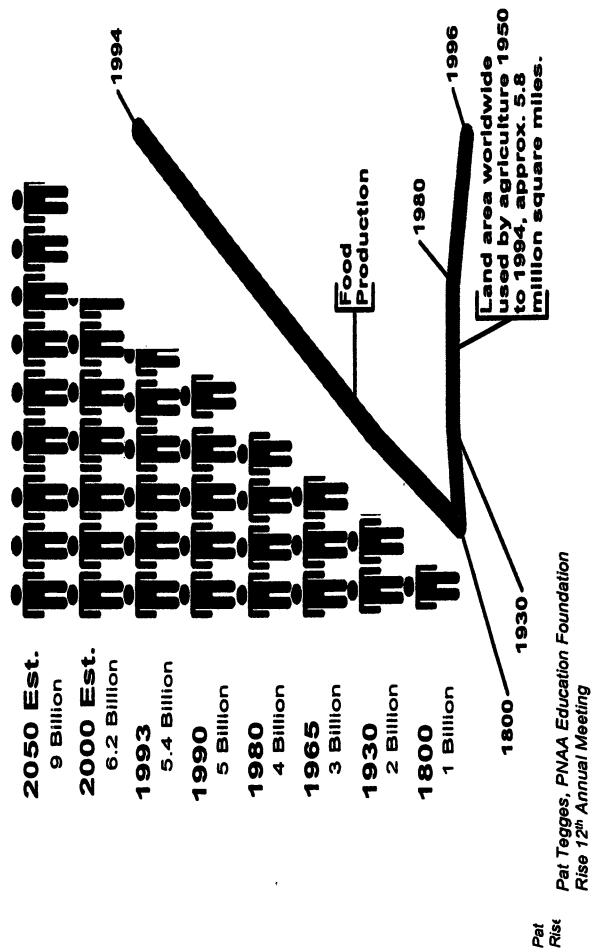 2050 Est.
9 Billion
2000 Est.
6.2 Billion
1993
5.4 Billion
1990
5 Billion
1980
4 Billion
1965
3 Billion
1930
2 Billion
1800
1 Billion
1994
Food
Production
1996
1980
Land area worldwide
used by agriculture 1950
to 1994, approx. 5.8
million square miles.
1800
1930
Pat Tegges, PNAA Education Foundation
Rise 12th Annual Meeting
Pat
Rise